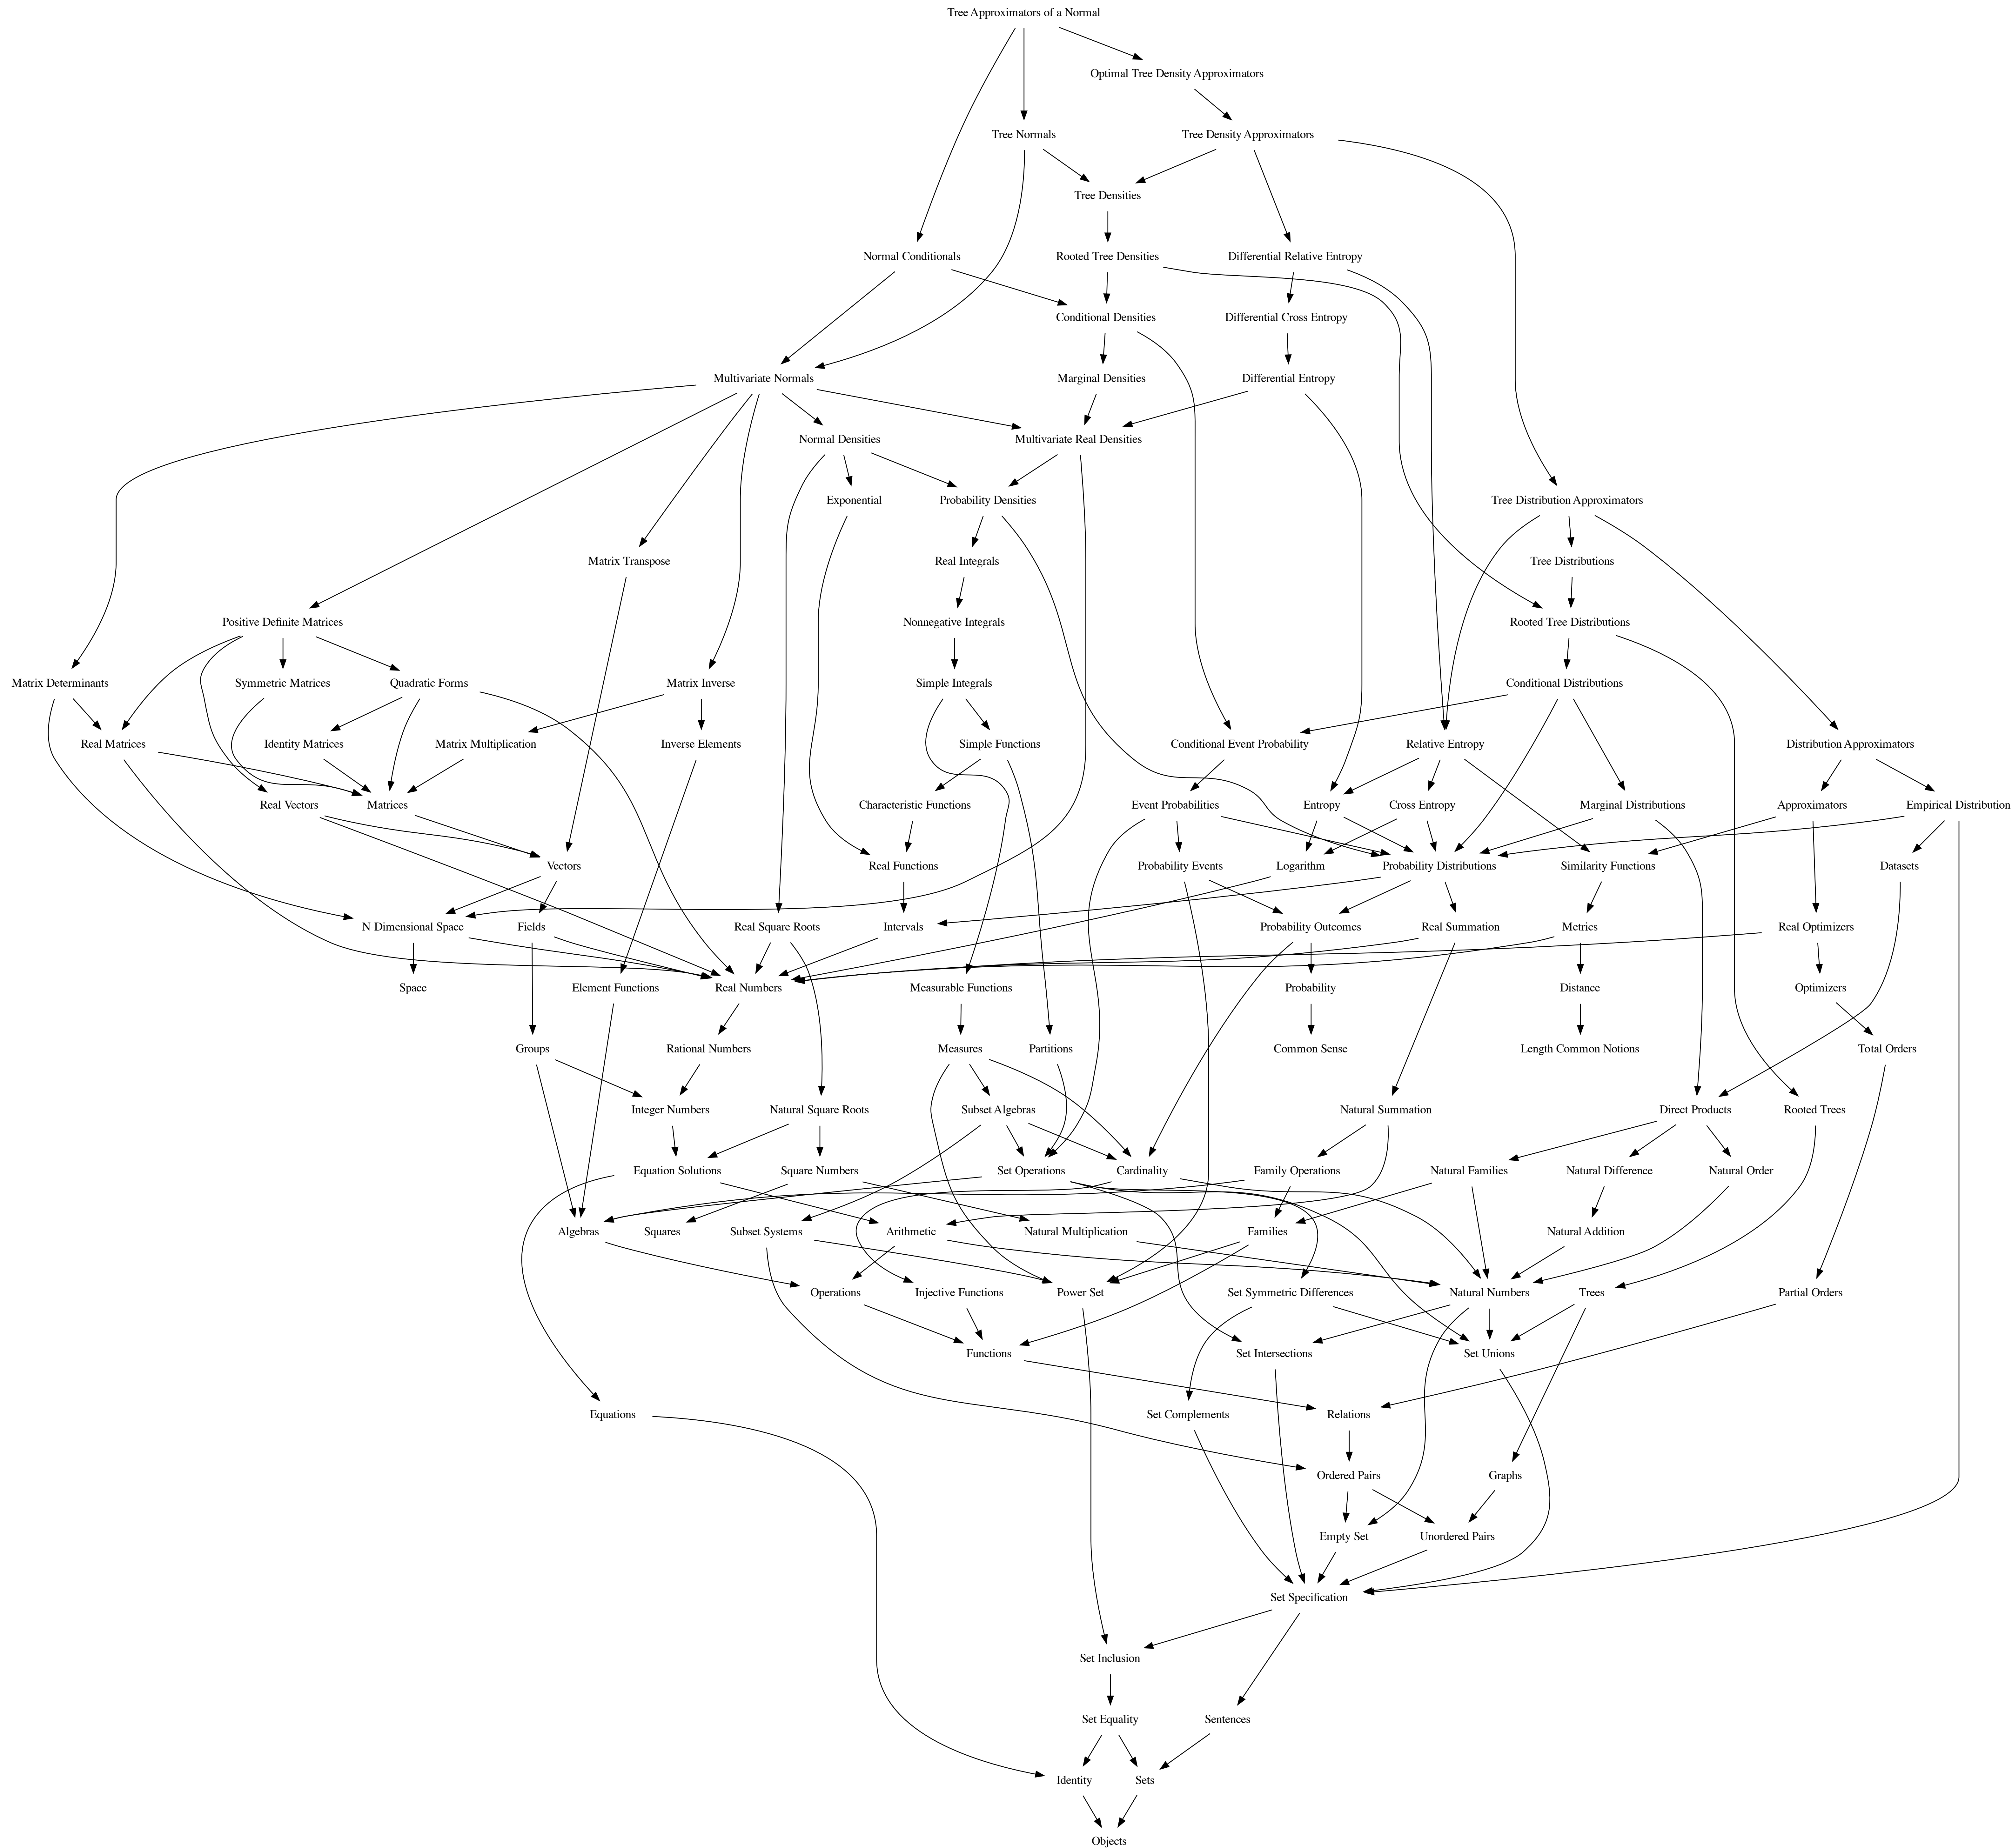 Tree Approximators of a Normal
Optimal Tree Density Approximators
Tree Normals
Tree Density Approximators
Tree Densities
Normal Conditionals
Rooted Tree Densities
Differential Relative Entropy
Conditional Densities
Differential Cross Entropy
Multivariate Normals
Marginal Densities
Differential Entropy
Normal Densities
Multivariate Real Densities
Exponential
Probability Densities
Tree Distribution Approximators
Matrix Transpose
Real Integrals
Tree Distributions
Positive Definite Matrices
Nonnegative Integrals
Rooted Tree Distributions
Matrix Determinants
Symmetric Matrices
Quadratic Forms
Matrix Inverse
Simple Integrals
Conditional Distributions
Real Matrices
Identity Matrices
Matrix Multiplication
Inverse Elements
Simple Functions
Conditional Event Probability
Relative Entropy
Distribution Approximators
Real Vectors
Matrices
Characteristic Functions
Event Probabilities
Entropy
Cross Entropy
Marginal Distributions
Approximators
Empirical Distribution
Vectors
Real Functions
Probability Events
Logarithm
Probability Distributions
Similarity Functions
Datasets
N-Dimensional Space
Fields
Real Square Roots
Intervals
Probability Outcomes
Real Summation
Metrics
Real Optimizers
Space
Element Functions
Real Numbers
Measurable Functions
Probability
Distance
Optimizers
Groups
Rational Numbers
Measures
Partitions
Common Sense
Length Common Notions
Total Orders
Integer Numbers
Natural Square Roots
Subset Algebras
Natural Summation
Direct Products
Rooted Trees
Equation Solutions
Square Numbers
Set Operations
Cardinality
Family Operations
Natural Families
Natural Difference
Natural Order
Algebras
Squares
Subset Systems
Arithmetic
Natural Multiplication
Families
Natural Addition
Operations
Injective Functions
Power Set
Set Symmetric Differences
Natural Numbers
Trees
Partial Orders
Functions
Set Intersections
Set Unions
Equations
Set Complements
Relations
Ordered Pairs
Graphs
Empty Set
Unordered Pairs
Set Specification
Set Inclusion
Set Equality
Sentences
Identity
Sets
Objects